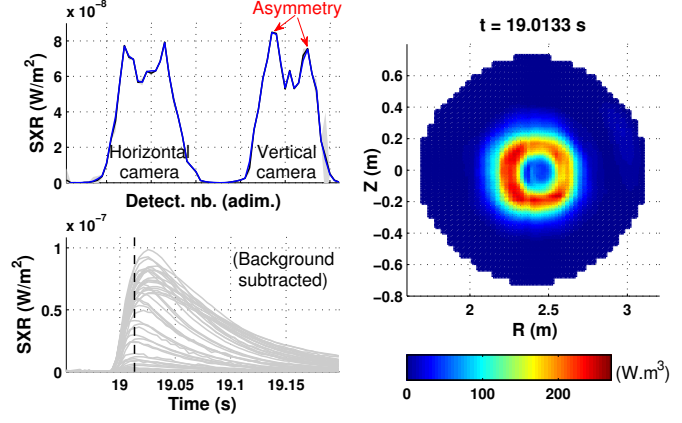 x 10⁻⁸
Asymmetry
8
6
4
2
0
SXR (W/m²)
Horizontal
camera
Vertical
camera
Detect. nb. (adim.)
x 10⁻⁷
1
0.5
0
SXR (W/m²)
(Background
subtracted)
19 19.05 19.1 19.15
Time (s)
t = 19.0133 s
0.6
0.4
0.2
0
−0.2
−0.4
−0.6
−0.8
Z (m)
2 2.5 3
R (m)
0 100 200
(W.m³)